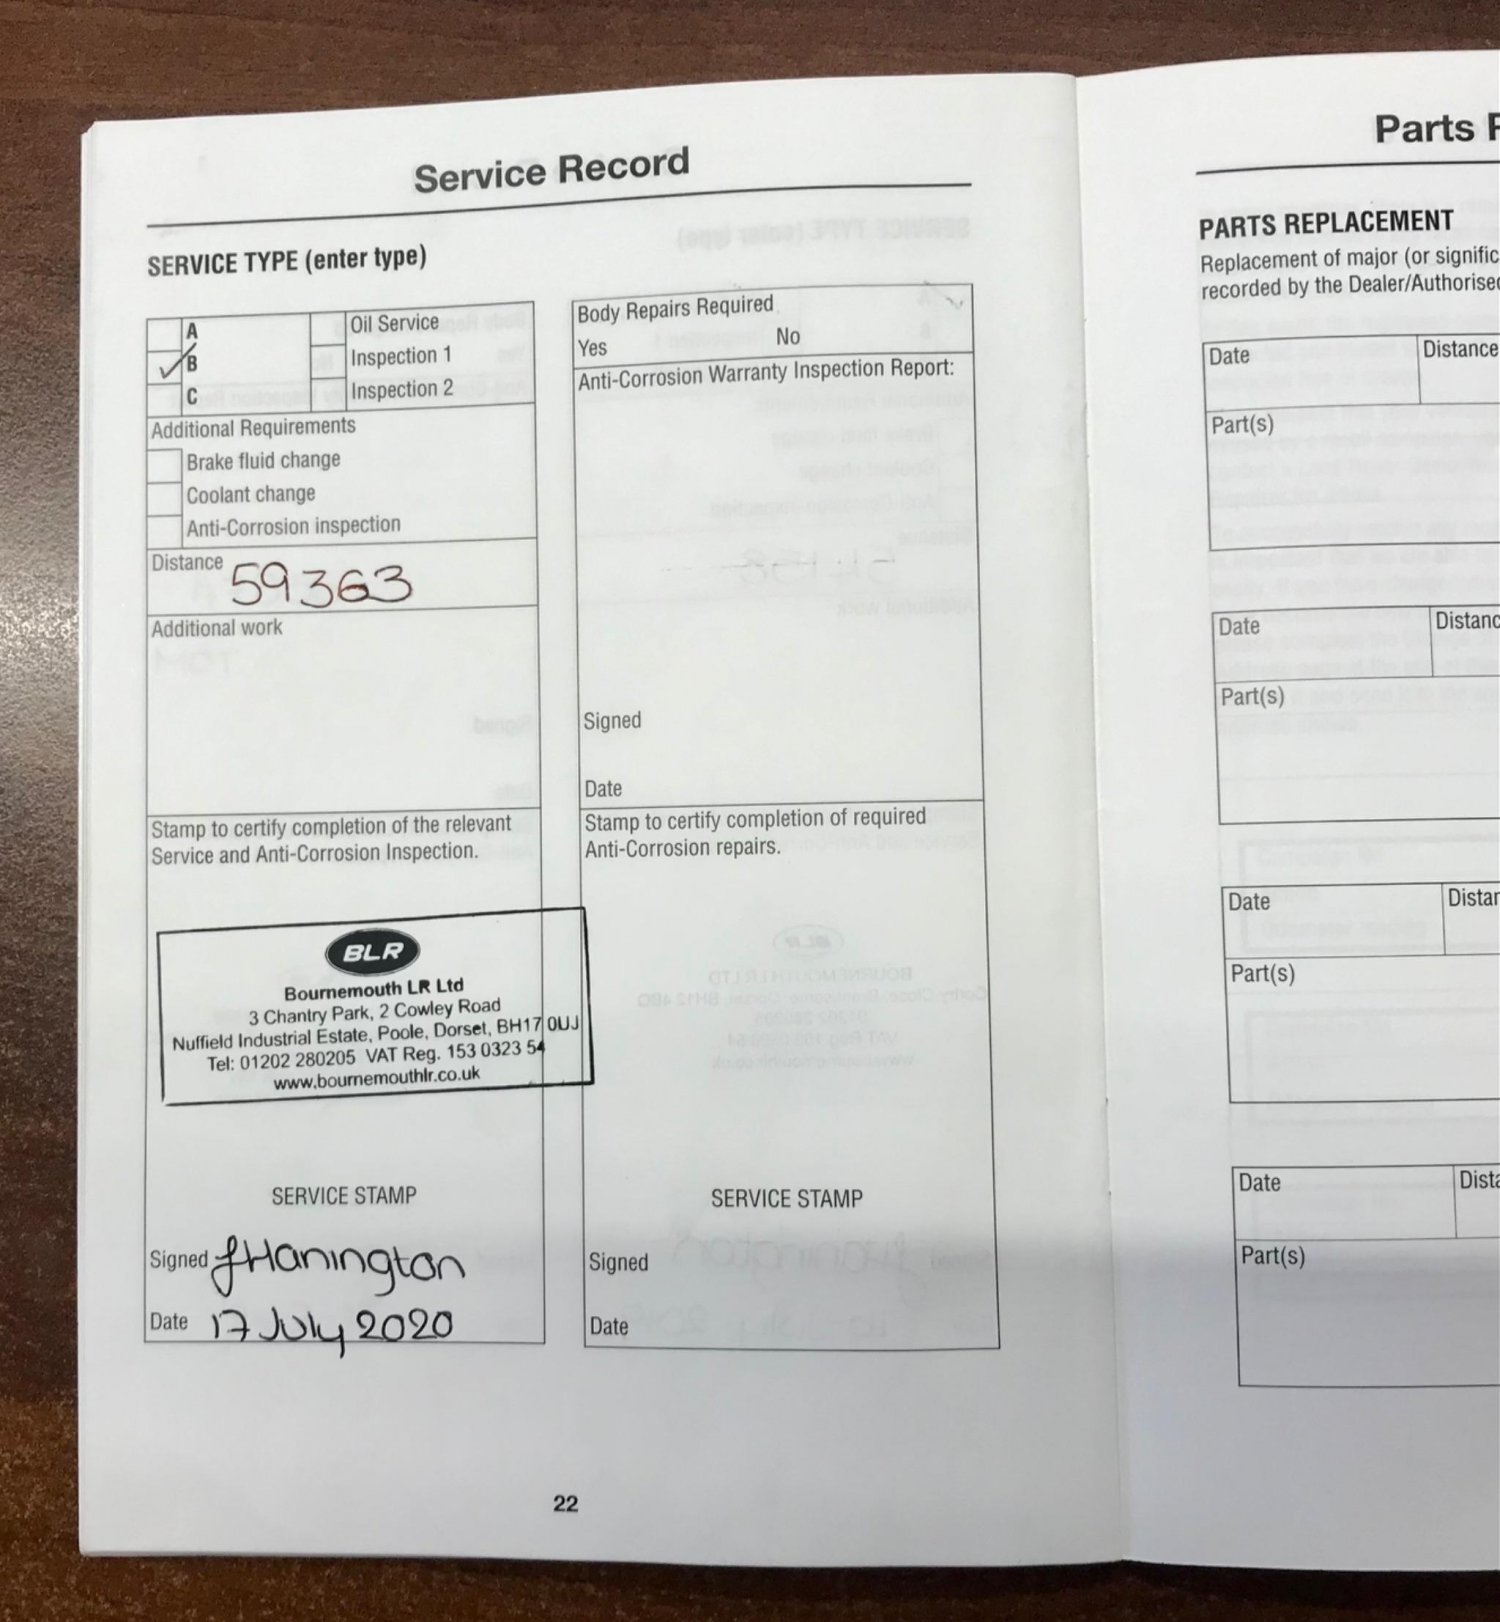 Service Record
SERVICE TYPE (enter type)
A
B
C
Oil Service
Inspection 1
Inspection 2
Additional Requirements
Brake fluid change
Coolant change
Anti-Corrosion inspection
Distance 59363
Additional work
Stamp to certify completion of the relevant
Service and Anti-Corrosion Inspection.
BLR
Bournemouth LR Ltd
3 Chantry Park, 2 Cowley Road
Nuffield Industrial Estate, Poole, Dorset, BH17 0UJ
Tel: 01202 280205 VAT Reg. 153 0323 54
www.bournemouthlr.co.uk
SERVICE STAMP
Signed JHanington
Date 17 July 2020
Body Repairs Required
Yes No
Anti-Corrosion Warranty Inspection Report:
Signed
Date
Stamp to certify completion of required
Anti-Corrosion repairs.
SERVICE STAMP
Signed
Date
22
Parts
PARTS REPLACEMENT
Replacement of major (or
recorded by the
Date Distance
Part(s)
Date
Part(s)
Date
Part(s)
Date
Part(s)